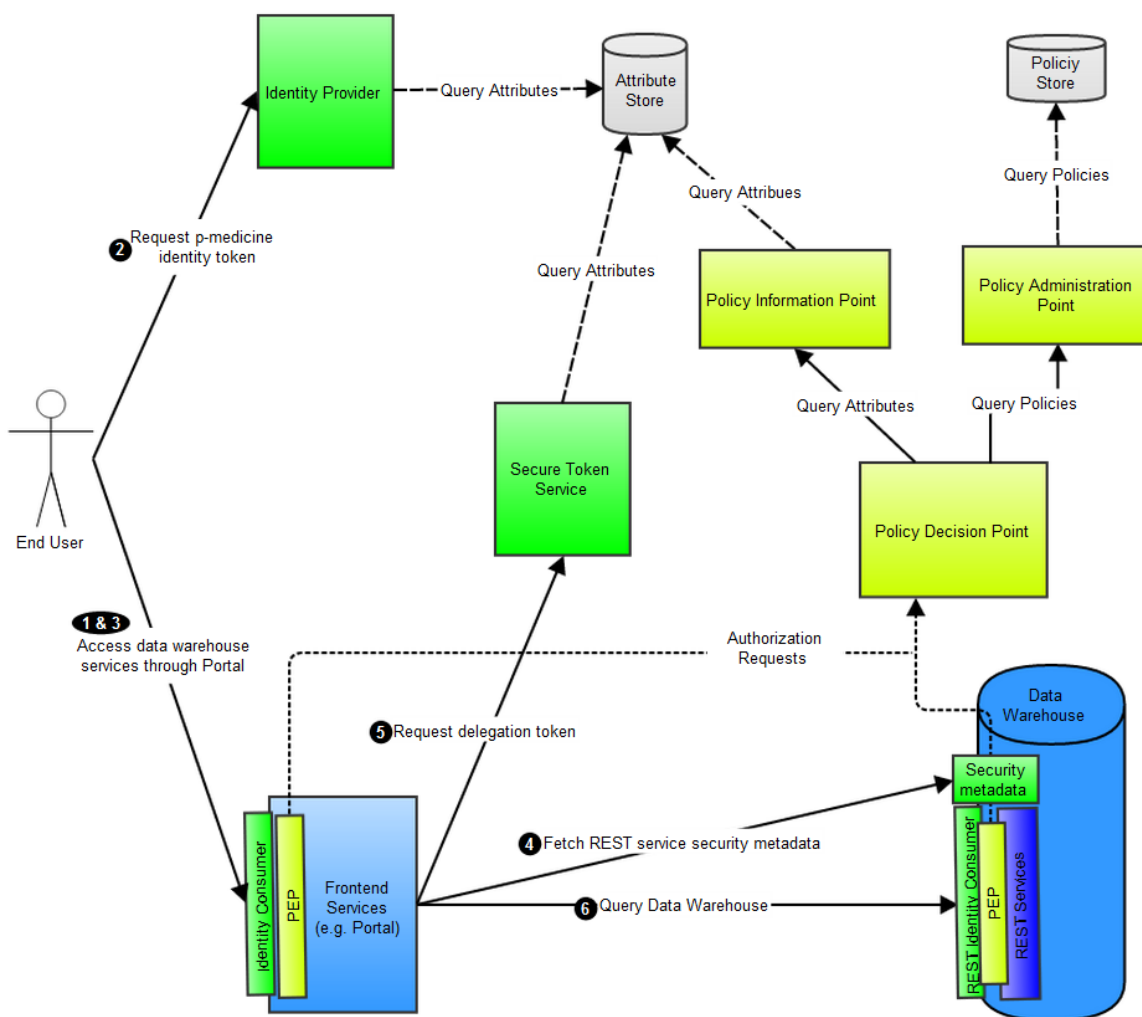 Identity Provider
Query Attributes
Attribute
Store
Policiy
Store
Query Policies
Query Attribues
2 Request p-medicine
identity token
Query Attributes
Policy Information Point
Policy Administration
Point
Query Attributes
Query Policies
End User
Secure Token
Service
Policy Decision Point
1 & 3
Access data warehouse
services through Portal
Authorization
Requests
5 Request delegation token
Data
Warehouse
Security
metadata
4 Fetch REST service security metadata
Identity Consumer
PEP
Frontend
Services
(e.g. Portal)
6 Query Data Warehouse
REST Identity Consumer
PEP
REST Services